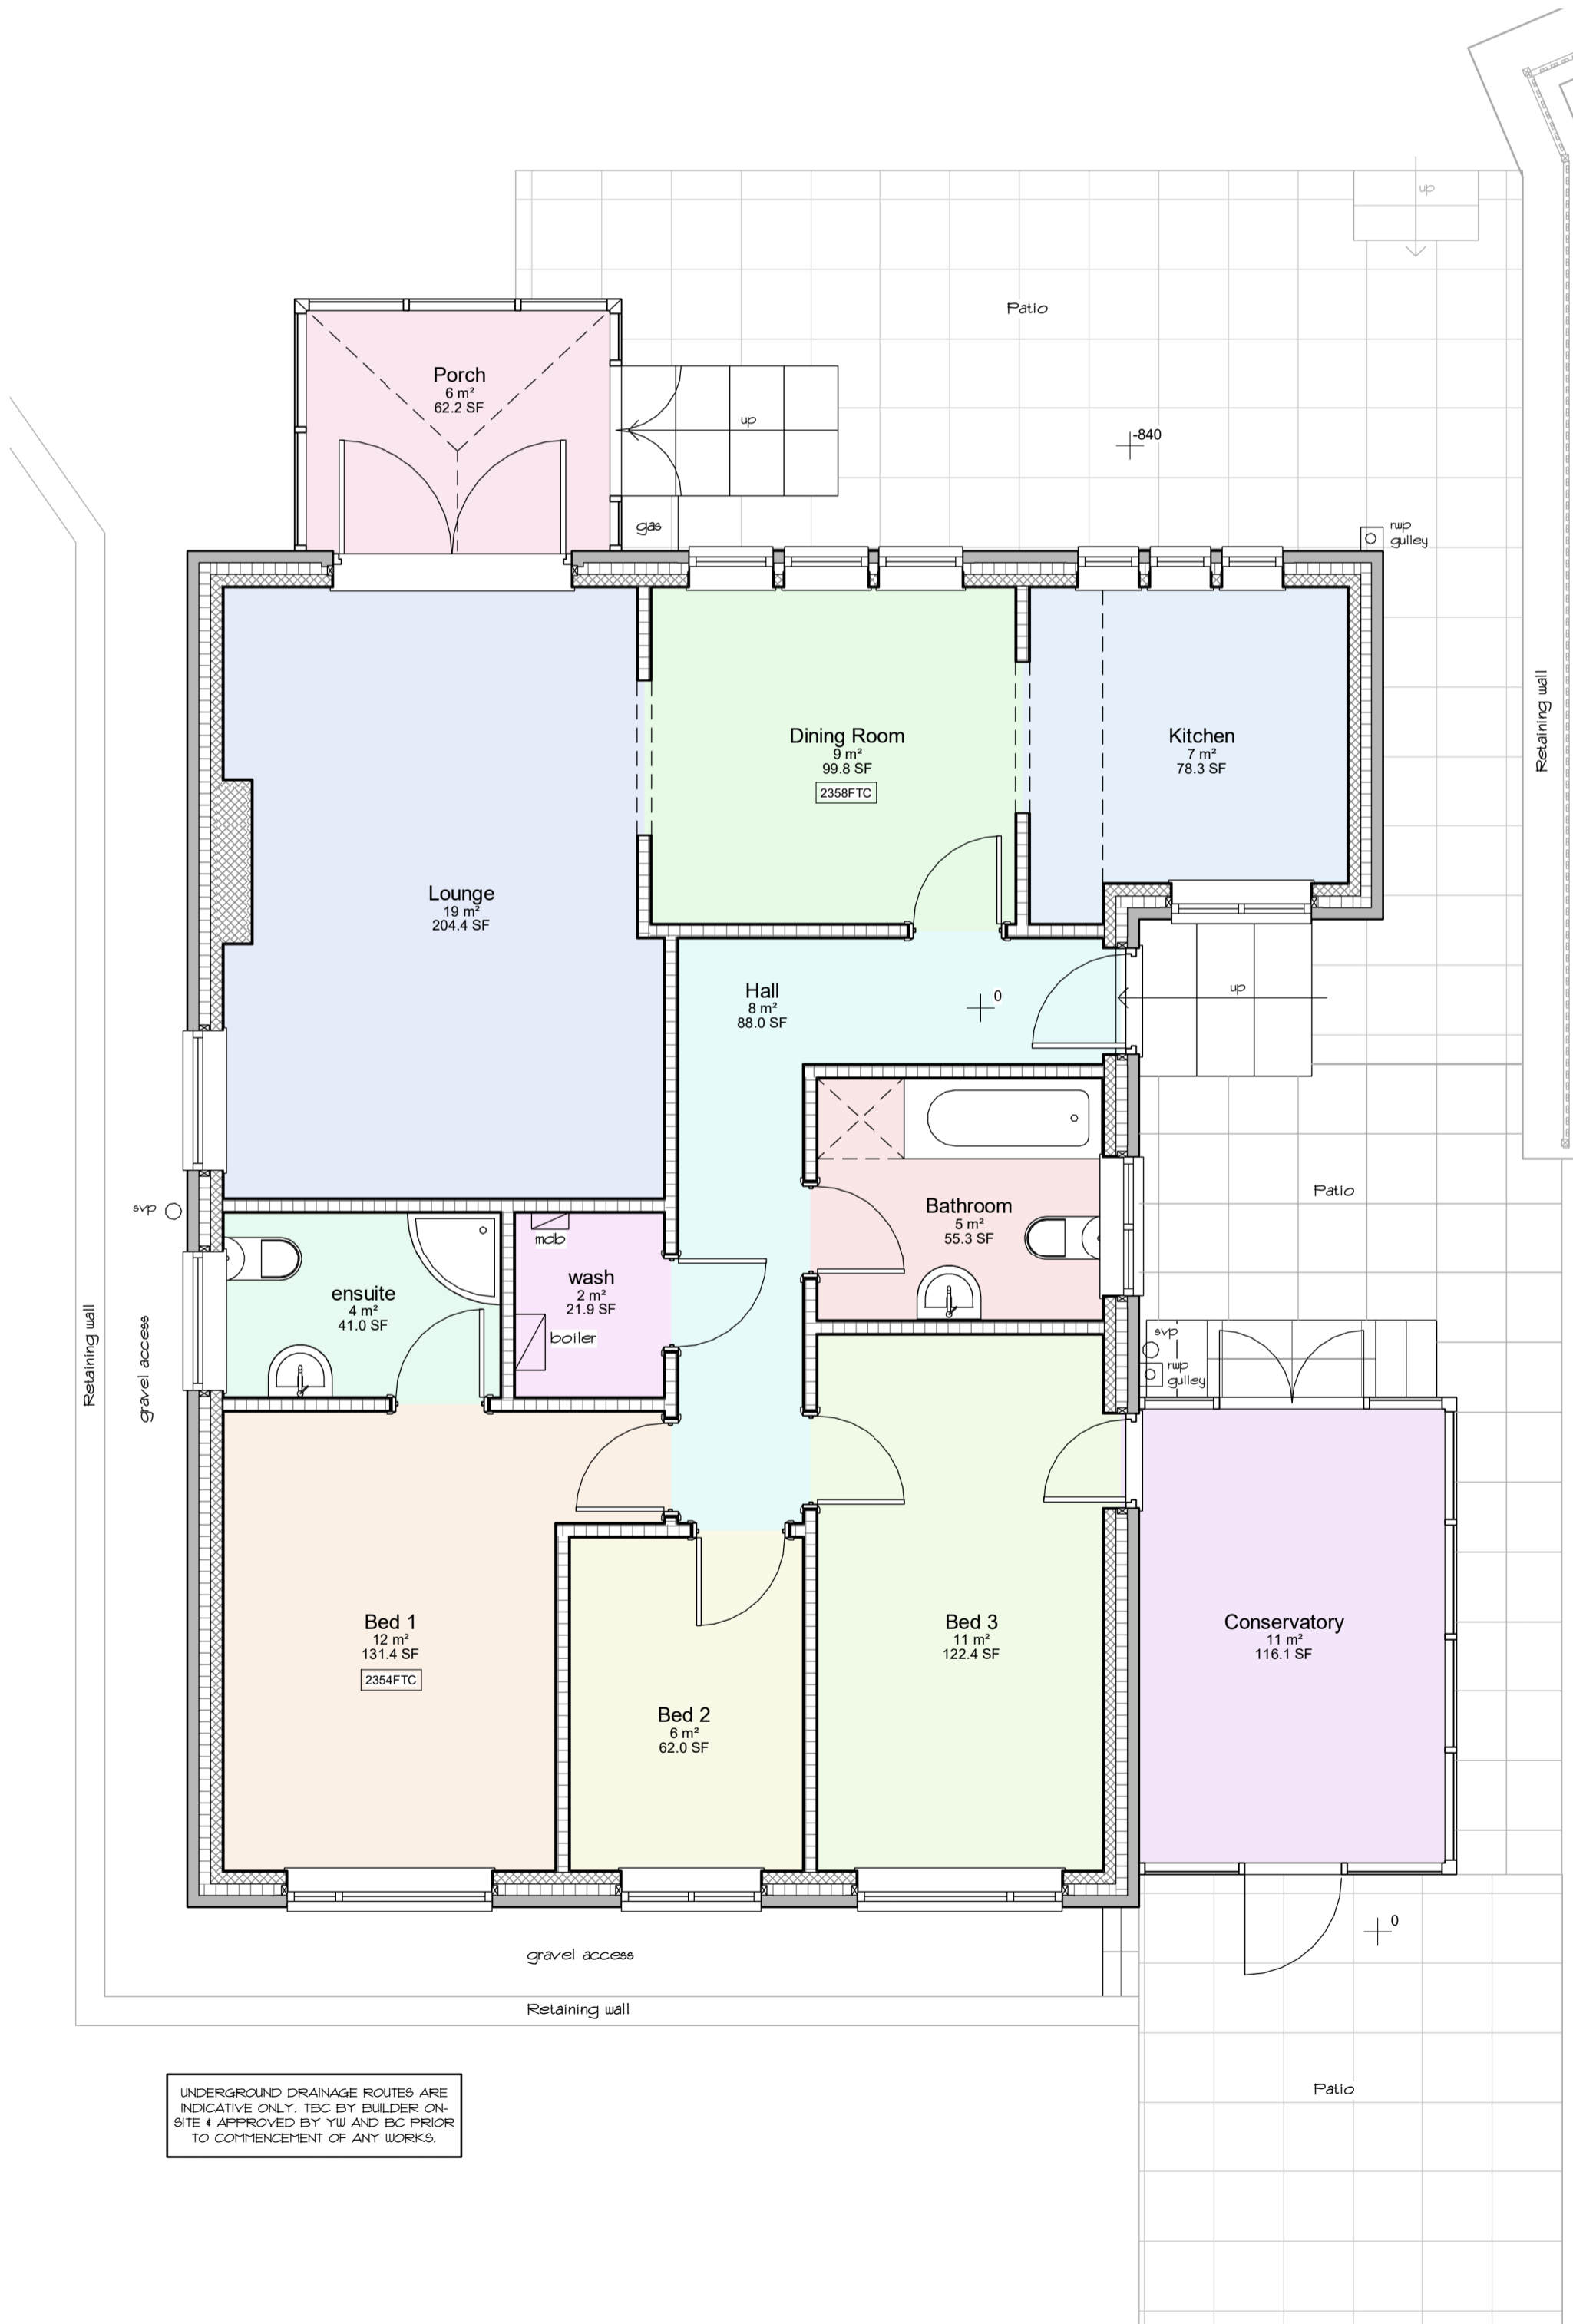 up
Patio
Porch
6 m²
62.2 SF
up
-840
gas
rwp
gulley
Retaining wall
Dining Room
9 m²
99.8 SF
2358FTC
Kitchen
7 m²
78.3 SF
Lounge
19 m²
204.4 SF
Hall
8 m²
88.0 SF
0
up
svp
mdb
Bathroom
5 m²
55.3 SF
Patio
ensuite
4 m²
41.0 SF
wash
2 m²
21.9 SF
boiler
svp
rwp
gulley
Retaining wall
gravel access
Bed 1
12 m²
131.4 SF
2354FTC
Bed 2
6 m²
62.0 SF
Bed 3
11 m²
122.4 SF
Conservatory
11 m²
116.1 SF
0
gravel access
Retaining wall
UNDERGROUND DRAINAGE ROUTES ARE
INDICATIVE ONLY. TBC BY BUILDER ON-
SITE & APPROVED BY YW AND BC PRIOR
TO COMMENCEMENT OF ANY WORKS.
Patio